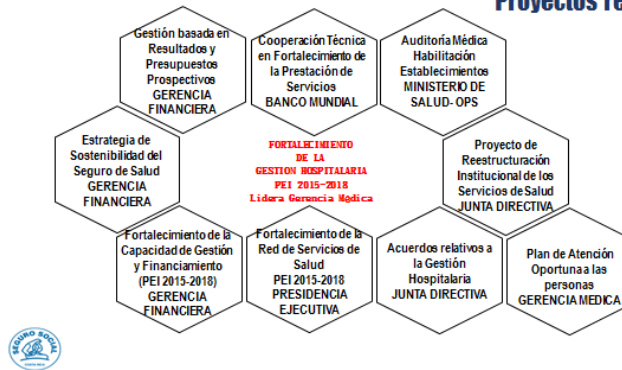 Proyectos re
Gestión basada en
Resultados y
Presupuestos
Prospectivos
GERENCIA
FINANCIERA
Cooperación Técnica
en Fortalecimiento de
la Prestación de
Servicios
BANCO MUNDIAL
Auditoría Médica
Habilitación
Establecimientos
MINISTERIO DE
SALUD- OPS
Estrategia de
Sostenibilidad del
Seguro de Salud
GERENCIA
FINANCIERA
FORTALECIMIENTO
DE LA
GESTION HOSPITALARIA
PEI 2015-2018
Lidera Gerencia Médica
Proyecto de
Reestructuración
Institucional de los
Servicios de Salud
JUNTA DIRECTIVA
Fortalecimiento de la
Capacidad de Gestión
y Financiamiento
(PEI 2015-2018)
GERENCIA
FINANCIERA
Fortalecimiento de la
Red de Servicios de
Salud
PEI 2015-2018
PRESIDENCIA
EJECUTIVA
Acuerdos relativos a
la Gestión
Hospitalaria
JUNTA DIRECTIVA
Plan de Atención
Oportuna a las
personas
GERENCIA MEDICA
SEGURO SOCIAL